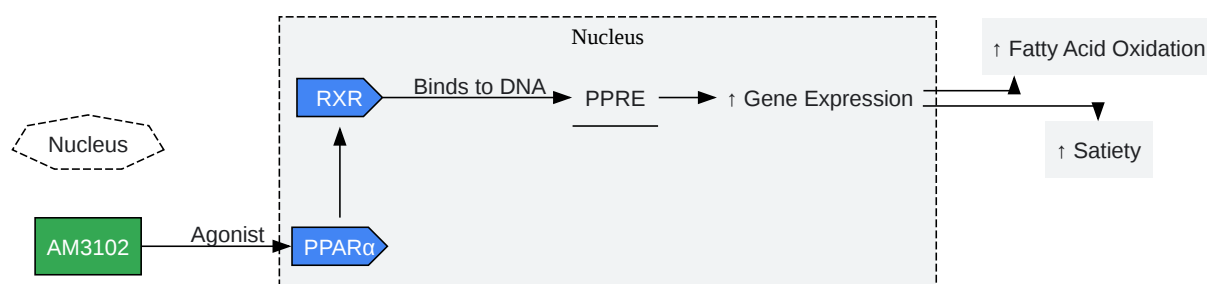 Nucleus
↑ Fatty Acid Oxidation
RXR
Binds to DNA
PPRE
↑ Gene Expression
Nucleus
↑ Satiety
AM3102
Agonist
PPARα